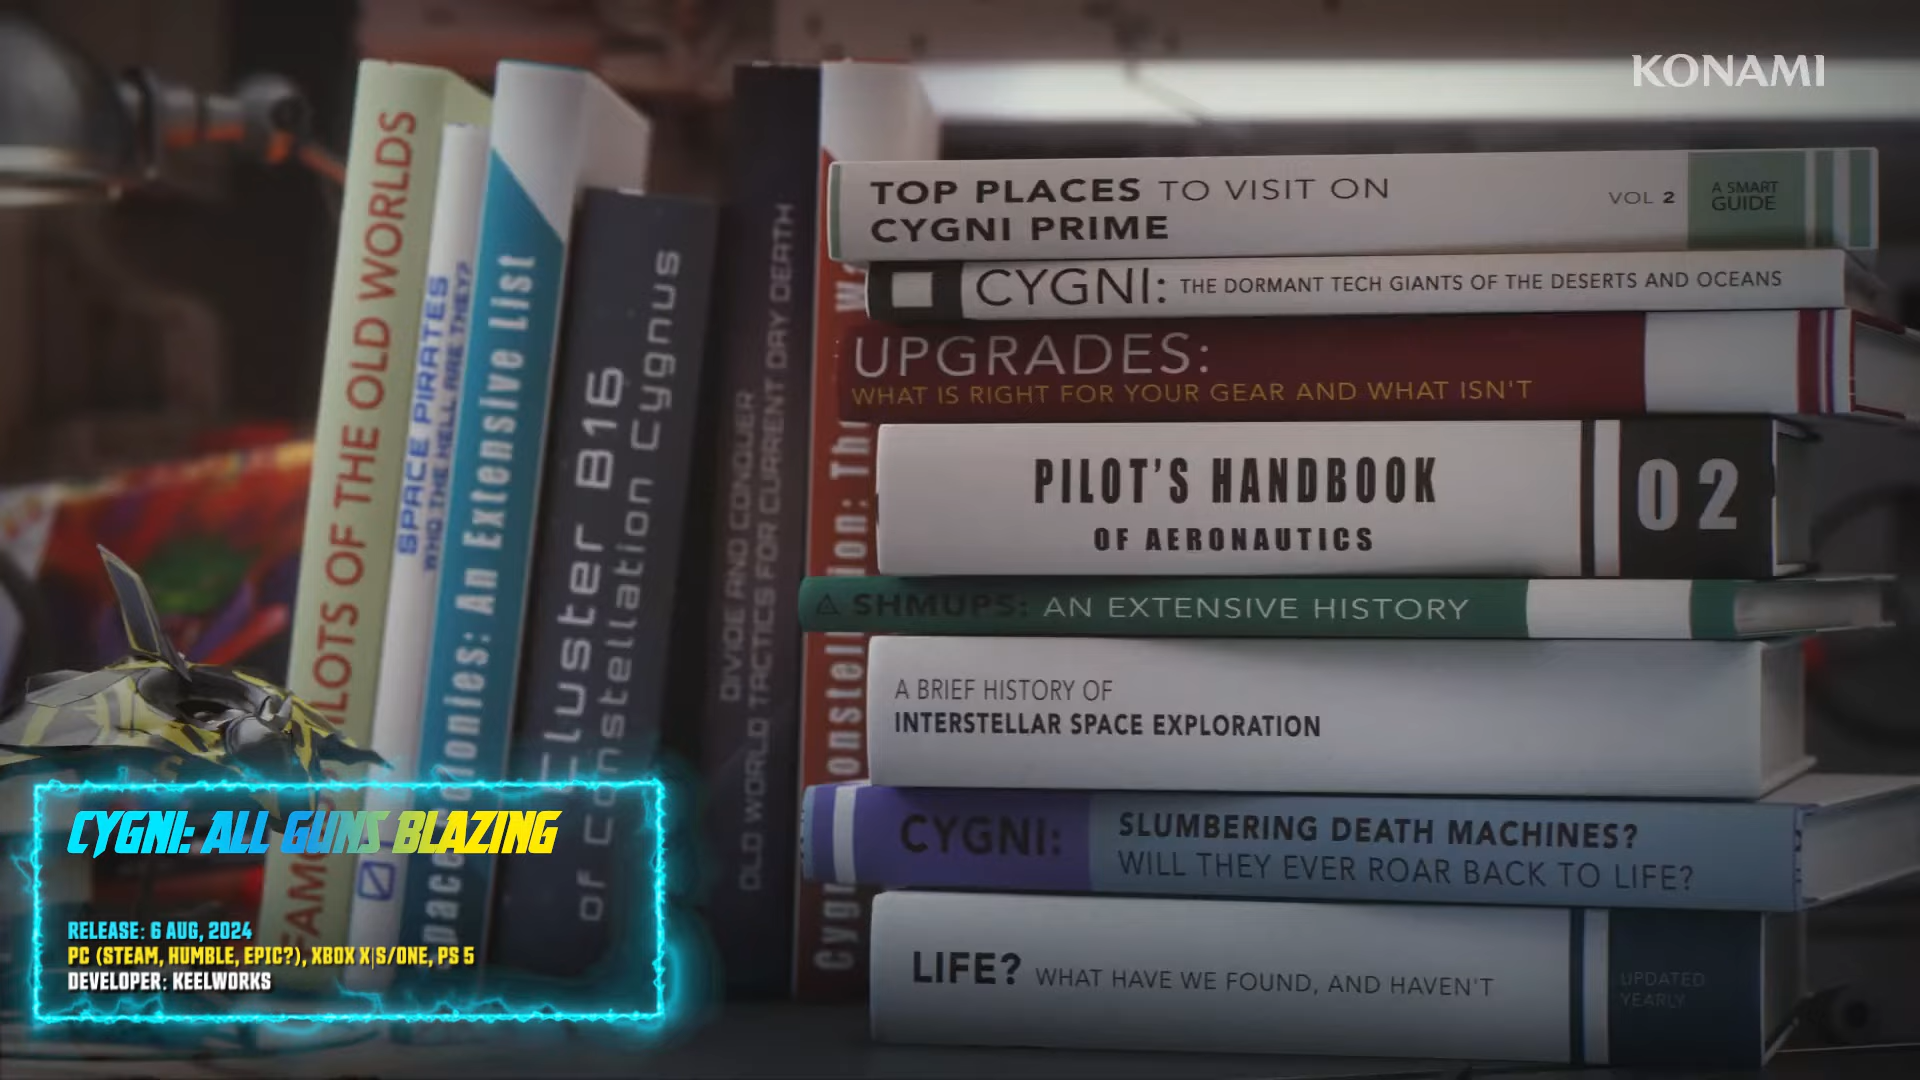 KONAMI
FAMOUS PILOTS OF THE OLD WORLDS
SPACE PIRATES
WHO THE HELL ARE THEY?
Space Colonies: An Extensive List
Cluster B16
of Constellation Cygnus
DIVIDE AND CONQUER
OLD WORLD TACTICS FOR CURRENT DAY DEATH
TOP PLACES TO VISIT ON
CYGNI PRIME
VOL 2
A SMART
GUIDE
CYGNI: THE DORMANT TECH GIANTS OF THE DESERTS AND OCEANS
UPGRADES:
WHAT IS RIGHT FOR YOUR GEAR AND WHAT ISN'T
PILOT'S HANDBOOK
OF AERONAUTICS
02
SHMUPS: AN EXTENSIVE HISTORY
A BRIEF HISTORY OF
INTERSTELLAR SPACE EXPLORATION
CYGNI: SLUMBERING DEATH MACHINES?
WILL THEY EVER ROAR BACK TO LIFE?
LIFE? WHAT HAVE WE FOUND, AND HAVEN'T
UPDATED
YEARLY
CYGNI: ALL GUNS BLAZING
RELEASE: 6 AUG, 2024
PC (STEAM, HUMBLE, EPIC?), XBOX X|S/ONE, PS 5
DEVELOPER: KEELWORKS